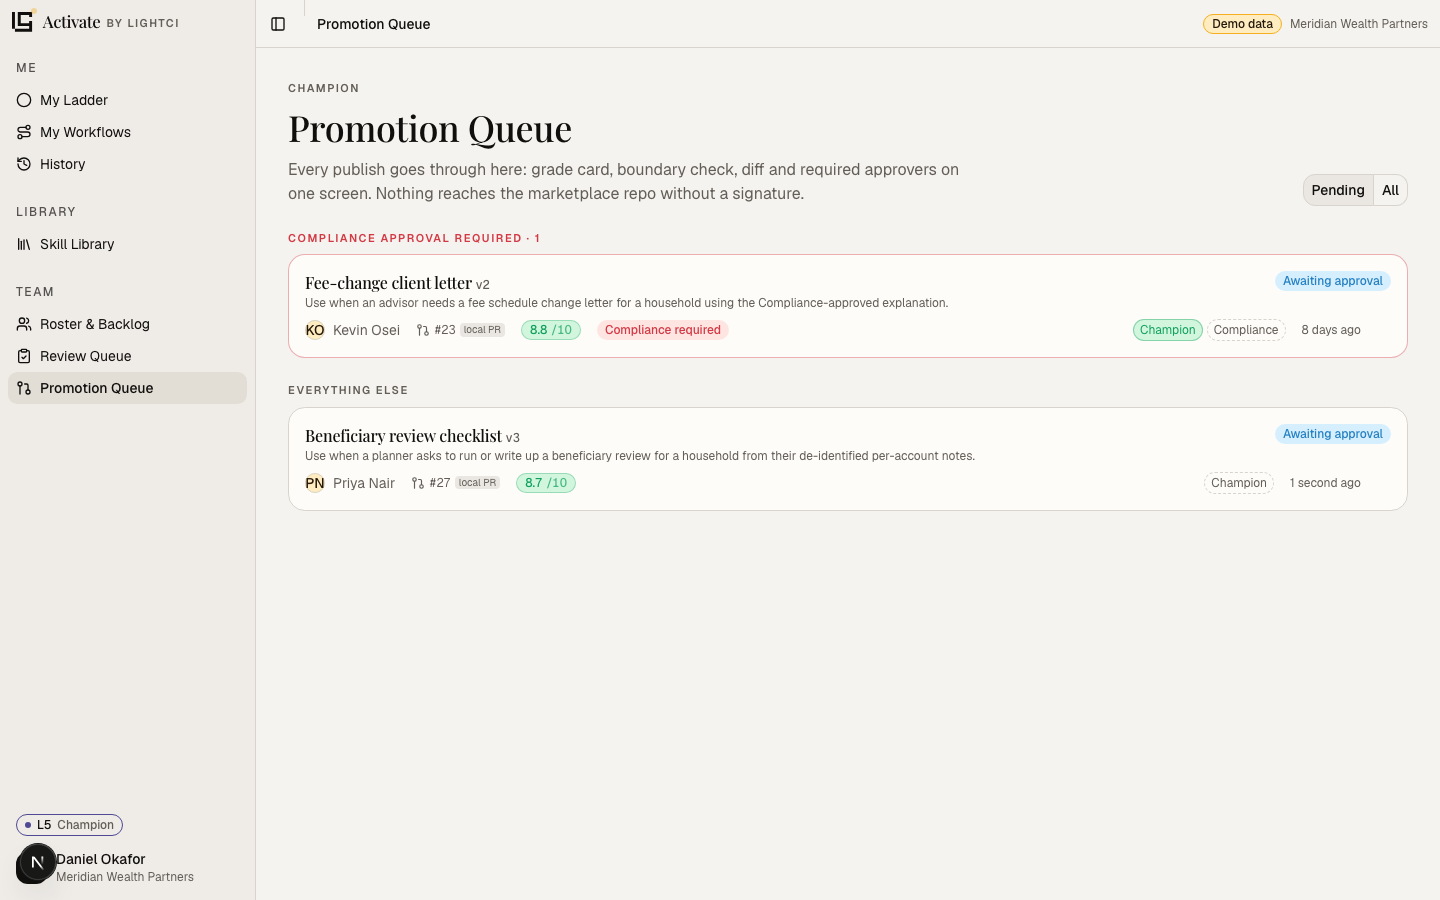 Activate BY LIGHTCI
ME
My Ladder
My Workflows
History
LIBRARY
Skill Library
TEAM
Roster & Backlog
Review Queue
Promotion Queue
L5 Champion
N
Daniel Okafor
Meridian Wealth Partners
Promotion Queue
Demo data Meridian Wealth Partners
CHAMPION
Promotion Queue
Every publish goes through here: grade card, boundary check, diff and required approvers on
one screen. Nothing reaches the marketplace repo without a signature.
Pending All
COMPLIANCE APPROVAL REQUIRED · 1
Fee-change client letter v2
Awaiting approval
Use when an advisor needs a fee schedule change letter for a household using the Compliance-approved explanation.
KO Kevin Osei #23 local PR 8.8 /10 Compliance required Champion Compliance 8 days ago
EVERYTHING ELSE
Beneficiary review checklist v3
Awaiting approval
Use when a planner asks to run or write up a beneficiary review for a household from their de-identified per-account notes.
PN Priya Nair #27 local PR 8.7 /10 Champion 1 second ago